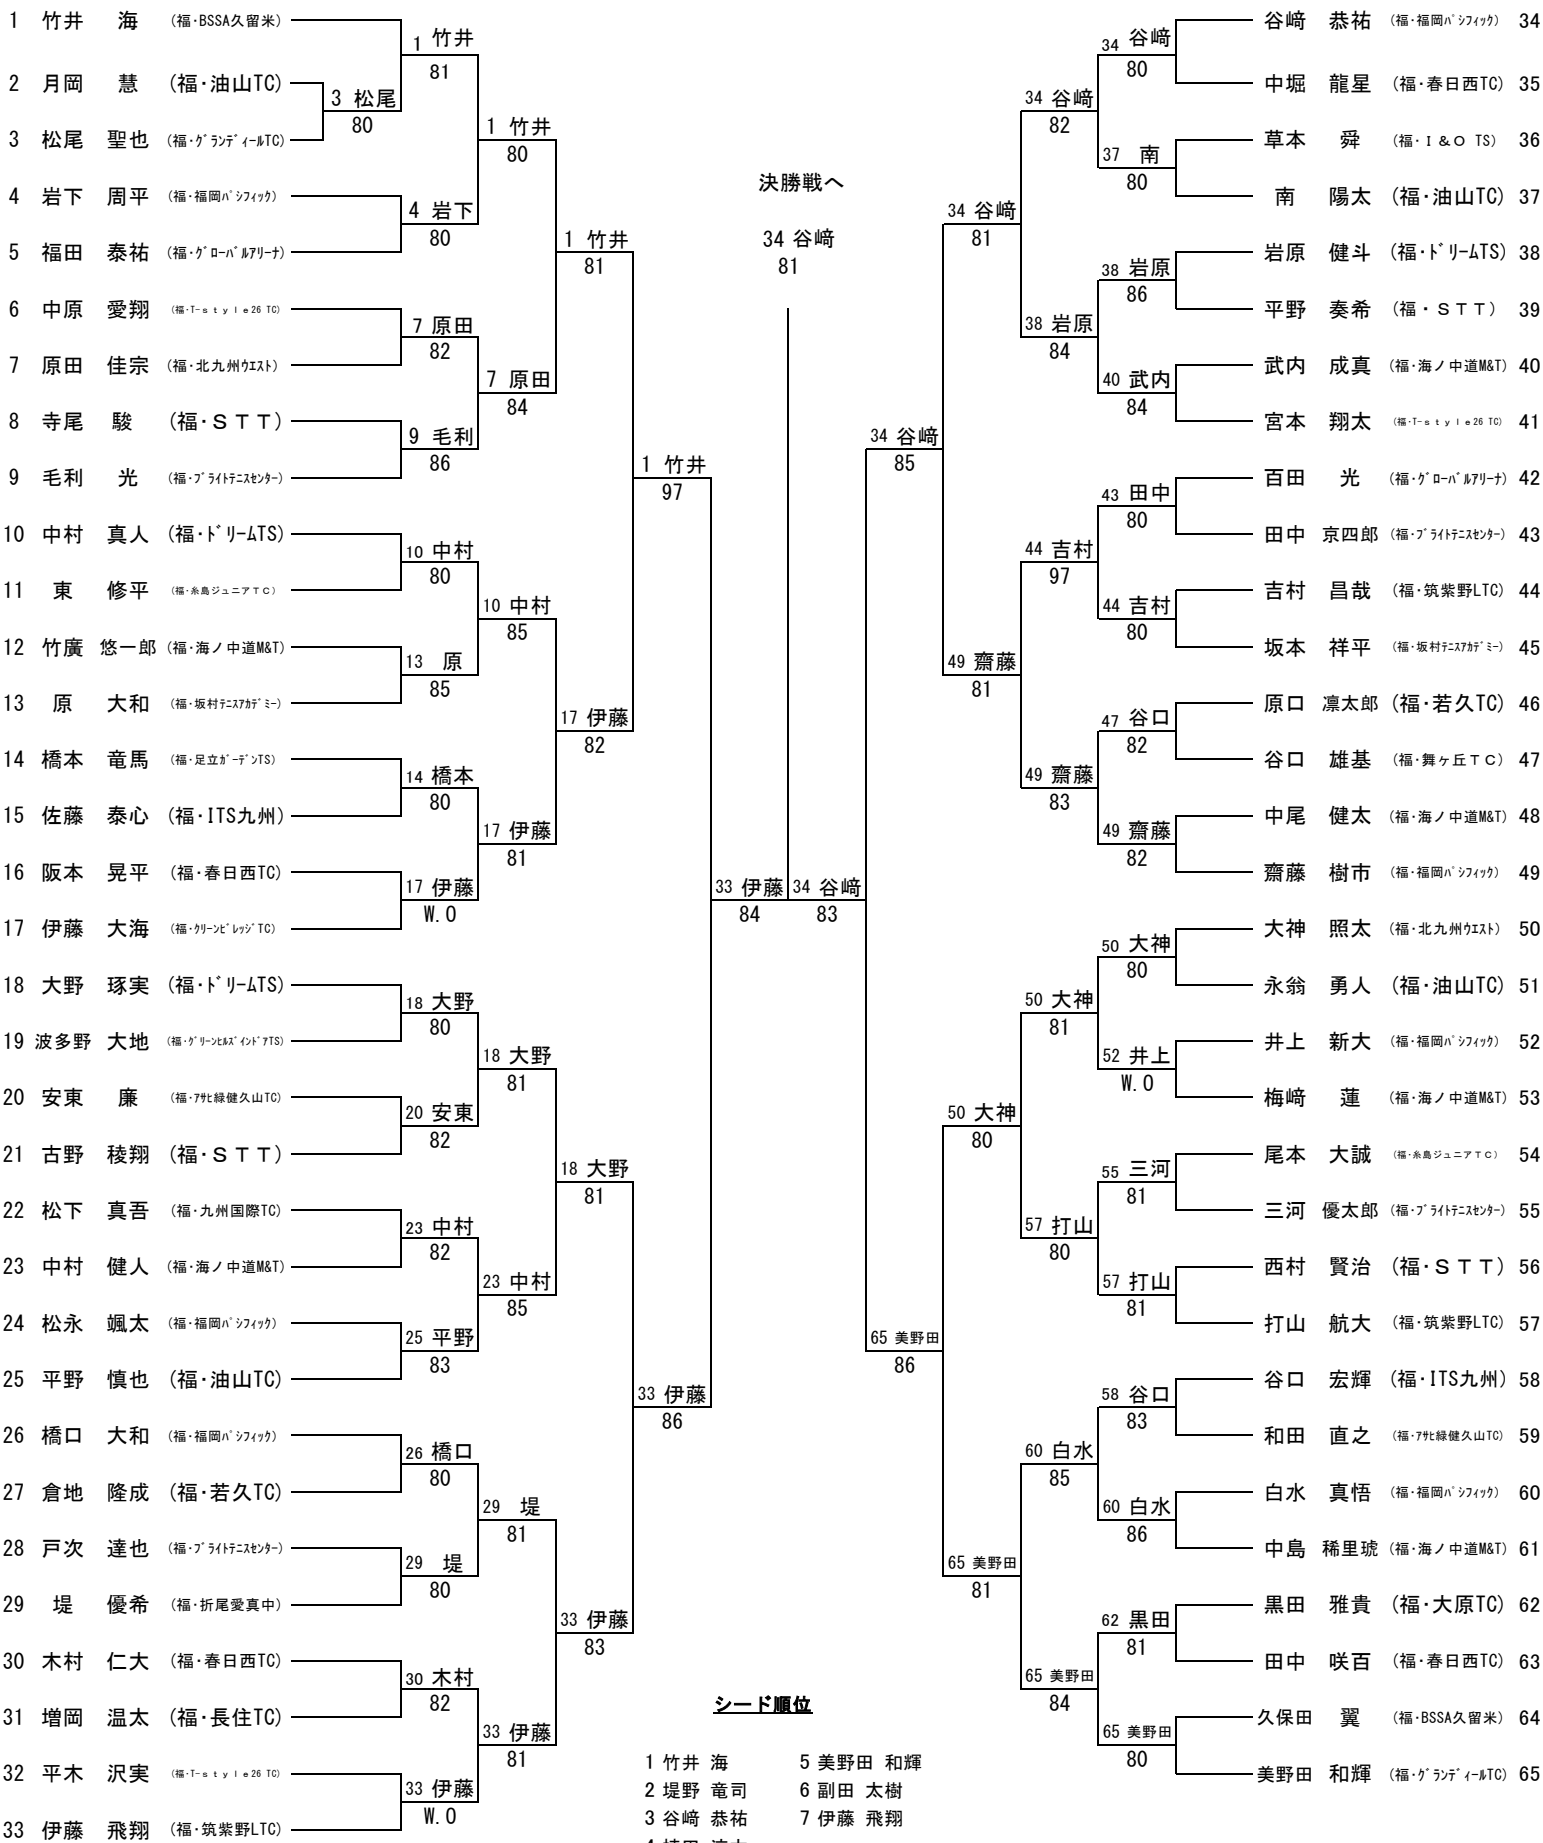 1 竹井 海 (福・BSSA久留米)
2 月岡 慧 (福・油山TC)
3 松尾 聖也 (福・グランディールTC)
4 岩下 周平 (福・福岡パシフィック)
5 福田 泰祐 (福・グローバルアリーナ)
6 中原 愛翔 (福・T-style26 TC)
7 原田 佳宗 (福・北九州ウエスト)
8 寺尾 駿 (福・STT)
9 毛利 光 (福・ブライトテニスセンター)
10 中村 真人 (福・ドリームTS)
11 東 修平 (福・糸島ジュニアTC)
12 竹廣 悠一郎 (福・海ノ中道M&T)
13 原 大和 (福・坂村テニスアカデミー)
14 橋本 竜馬 (福・足立ガーデンTS)
15 佐藤 泰心 (福・ITS九州)
16 阪本 晃平 (福・春日西TC)
17 伊藤 大海 (福・クリーンビレッジTC)
18 大野 琢実 (福・ドリームTS)
19 波多野 大地 (福・グリーンヒルズインドアTS)
20 安東 廉 (福・アサヒ緑健久山TC)
21 古野 稜翔 (福・STT)
22 松下 真吾 (福・九州国際TC)
23 中村 健人 (福・海ノ中道M&T)
24 松永 颯太 (福・福岡パシフィック)
25 平野 慎也 (福・油山TC)
26 橋口 大和 (福・福岡パシフィック)
27 倉地 隆成 (福・若久TC)
28 戸次 達也 (福・ブライトテニスセンター)
29 堤 優希 (福・折尾愛真中)
30 木村 仁大 (福・春日西TC)
31 増岡 温太 (福・長住TC)
32 平木 沢実 (福・T-style26 TC)
33 伊藤 飛翔 (福・筑紫野LTC)
3 松尾
80
1 竹井
81
4 岩下
80
7 原田
82
9 毛利
86
10 中村
80
13 原
85
14 橋本
80
17 伊藤
W.O
18 大野
80
20 安東
82
23 中村
82
25 平野
83
26 橋口
80
29 堤
80
30 木村
82
33 伊藤
W.O
1 竹井
80
7 原田
84
10 中村
85
17 伊藤
81
18 大野
81
23 中村
85
29 堤
81
33 伊藤
81
1 竹井
81
17 伊藤
82
18 大野
81
33 伊藤
83
1 竹井
97
33 伊藤
86
33 伊藤
84
決勝戦へ
34 谷﨑
81
34 谷﨑
83
34 谷﨑
85
65 美野田
86
34 谷﨑
81
49 齋藤
81
50 大神
80
65 美野田
81
34 谷﨑
82
38 岩原
84
44 吉村
97
49 齋藤
83
50 大神
81
57 打山
80
60 白水
85
65 美野田
84
34 谷﨑
80
37 南
80
38 岩原
86
40 武内
84
43 田中
80
44 吉村
80
47 谷口
82
49 齋藤
82
50 大神
80
52 井上
W.O
55 三河
81
57 打山
81
58 谷口
83
60 白水
86
62 黒田
81
65 美野田
80
谷﨑 恭祐 (福・福岡パシフィック) 34
中堀 龍星 (福・春日西TC) 35
草本 舜 (福・I&O TS) 36
南 陽太 (福・油山TC) 37
岩原 健斗 (福・ドリームTS) 38
平野 奏希 (福・STT) 39
武内 成真 (福・海ノ中道M&T) 40
宮本 翔太 (福・T-style26 TC) 41
百田 光 (福・グローバルアリーナ) 42
田中 京四郎 (福・ブライトテニスセンター) 43
吉村 昌哉 (福・筑紫野LTC) 44
坂本 祥平 (福・坂村テニスアカデミー) 45
原口 凛太郎 (福・若久TC) 46
谷口 雄基 (福・舞ヶ丘TC) 47
中尾 健太 (福・海ノ中道M&T) 48
齋藤 樹市 (福・福岡パシフィック) 49
大神 照太 (福・北九州ウエスト) 50
永翁 勇人 (福・油山TC) 51
井上 新大 (福・福岡パシフィック) 52
梅﨑 蓮 (福・海ノ中道M&T) 53
尾本 大誠 (福・糸島ジュニアTC) 54
三河 優太郎 (福・ブライトテニスセンター) 55
西村 賢治 (福・STT) 56
打山 航大 (福・筑紫野LTC) 57
谷口 宏輝 (福・ITS九州) 58
和田 直之 (福・アサヒ緑健久山TC) 59
白水 真悟 (福・福岡パシフィック) 60
中島 稀里琥 (福・海ノ中道M&T) 61
黒田 雅貴 (福・大原TC) 62
田中 咲百 (福・春日西TC) 63
久保田 翼 (福・BSSA久留米) 64
美野田 和輝 (福・グランディールTC) 65
シード順位
1 竹井 海 5 美野田 和輝
2 堤野 竜司 6 副田 太樹
3 谷﨑 恭祐 7 伊藤 飛翔